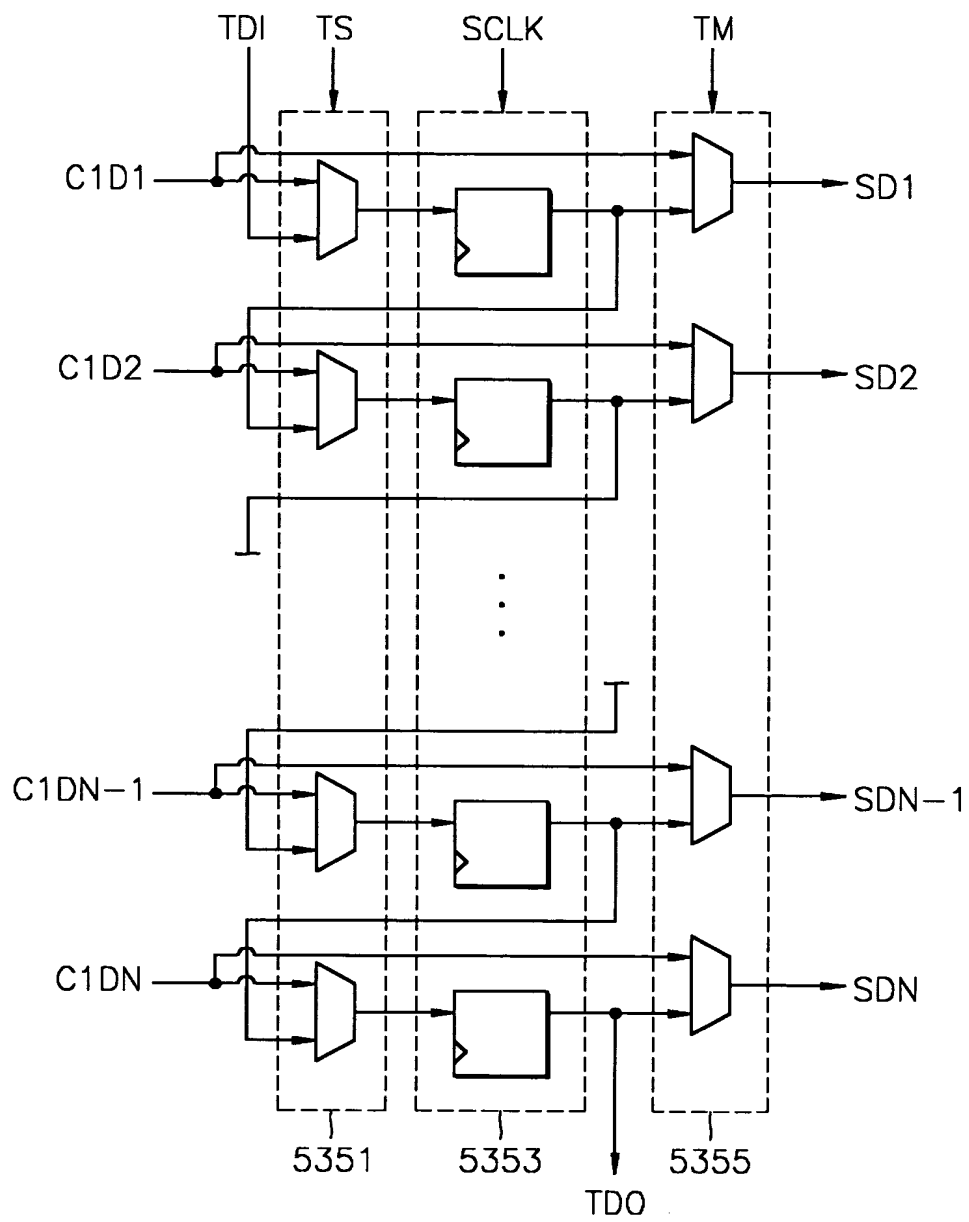 TDI TS SCLK TM
C1D1 SD1
C1D2 SD2
C1DN-1 SDN-1
C1DN SDN
5351 5353 5355
TDO